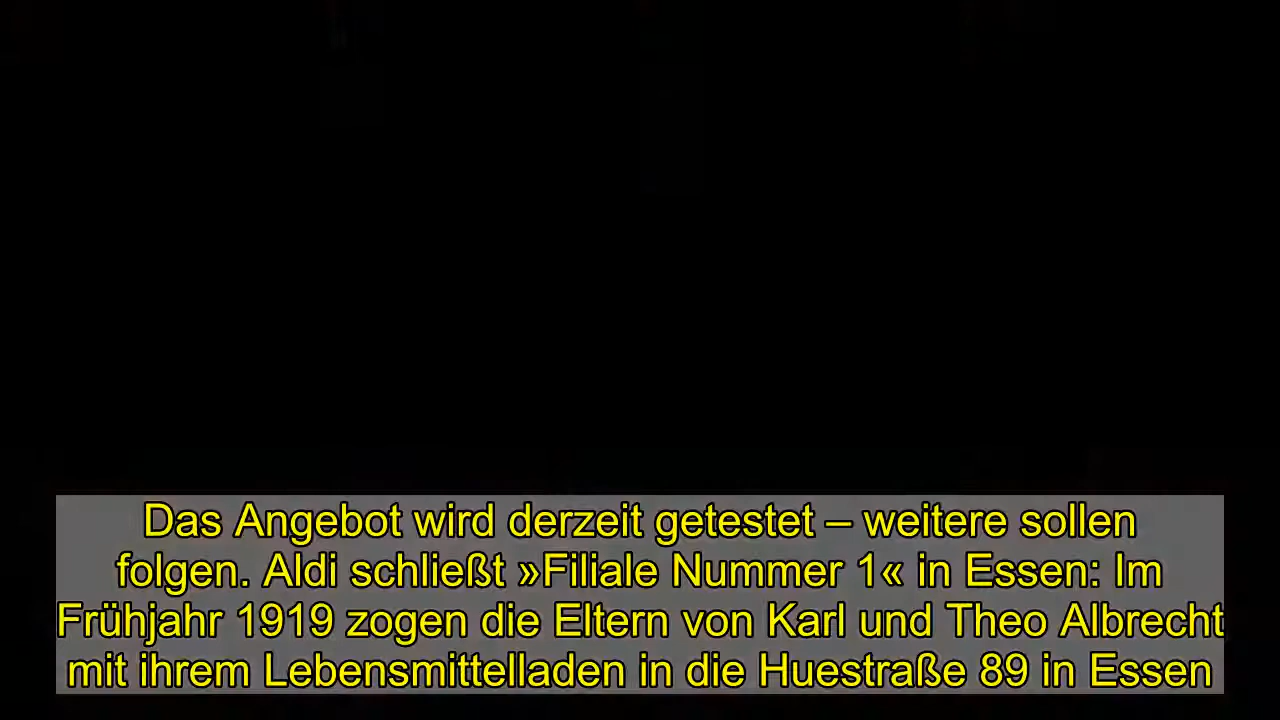 Das Angebot wird derzeit getestet – weitere sollen
folgen. Aldi schließt »Filiale Nummer 1« in Essen: Im
Frühjahr 1919 zogen die Eltern von Karl und Theo Albrecht
mit ihrem Lebensmittelladen in die Huestraße 89 in Essen